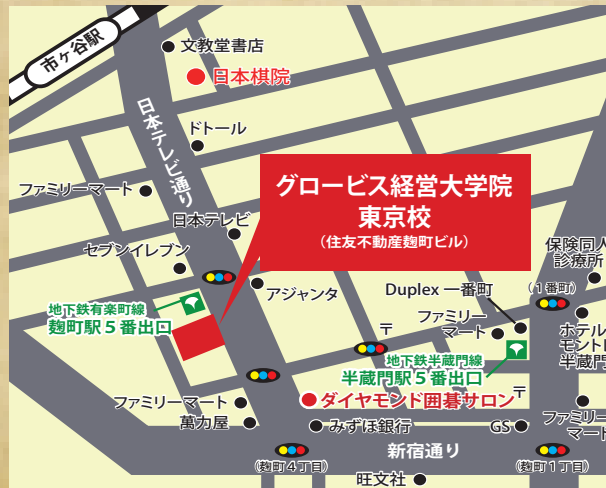 市ヶ谷駅
文教堂書店
日本棋院
日本テレビ通り
ドトール
グロービス経営大学院
東京校
(住友不動産麹町ビル)
ファミリーマート
日本テレビ
セブンイレブン
保険同人
診療所
アジャンタ
Duplex 一番町
(1番町)
地下鉄有楽町線
麹町駅5番出口
ファミリー
マート
〒
ホテル
モント
半蔵門
地下鉄半蔵門線
半蔵門駅5番出口
ダイヤモンド囲碁サロン
〒
ファミリーマート
萬力屋
みずほ銀行
GS
ファミリー
マート
新宿通り
(麹町4丁目)
(麹町1丁目)
旺文社